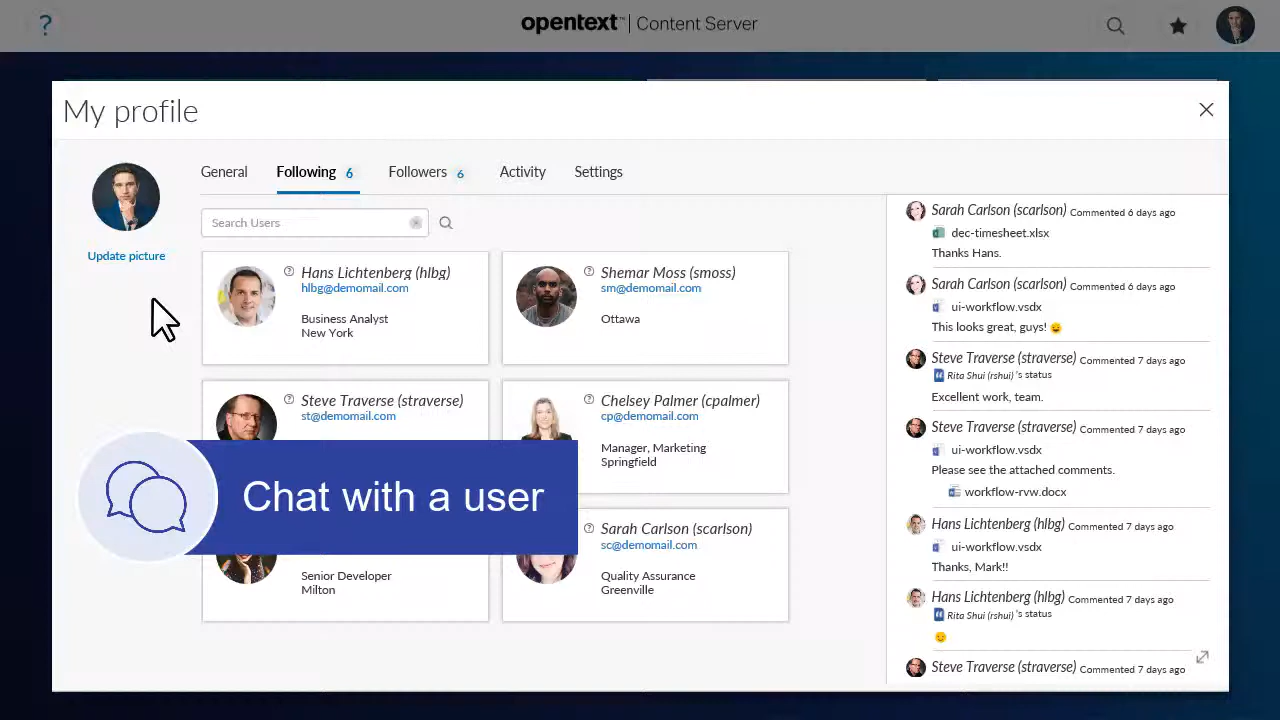 ?
opentext™ | Content Server
My profile
Update picture
General
Following 6
Followers 6
Activity
Settings
Search Users
Hans Lichtenberg (hlbg)
hlbg@demomail.com
Business Analyst
New York
Shemar Moss (smoss)
sm@demomail.com
Ottawa
Steve Traverse (straverse)
st@demomail.com
Chelsey Palmer (cpalmer)
cp@demomail.com
Manager, Marketing
Springfield
Chat with a user
Senior Developer
Milton
Sarah Carlson (scarlson)
sc@demomail.com
Quality Assurance
Greenville
Sarah Carlson (scarlson) Commented 6 days ago
dec-timesheet.xlsx
Thanks Hans.
Sarah Carlson (scarlson) Commented 6 days ago
ui-workflow.vsdx
This looks great, guys!
Steve Traverse (straverse) Commented 7 days ago
Rita Shui (rshui) 's status
Excellent work, team.
Steve Traverse (straverse) Commented 7 days ago
ui-workflow.vsdx
Please see the attached comments.
workflow-rvw.docx
Hans Lichtenberg (hlbg) Commented 7 days ago
ui-workflow.vsdx
Thanks, Mark!!
Hans Lichtenberg (hlbg) Commented 7 days ago
Rita Shui (rshui) 's status
Steve Traverse (straverse) Commented 7 days ago